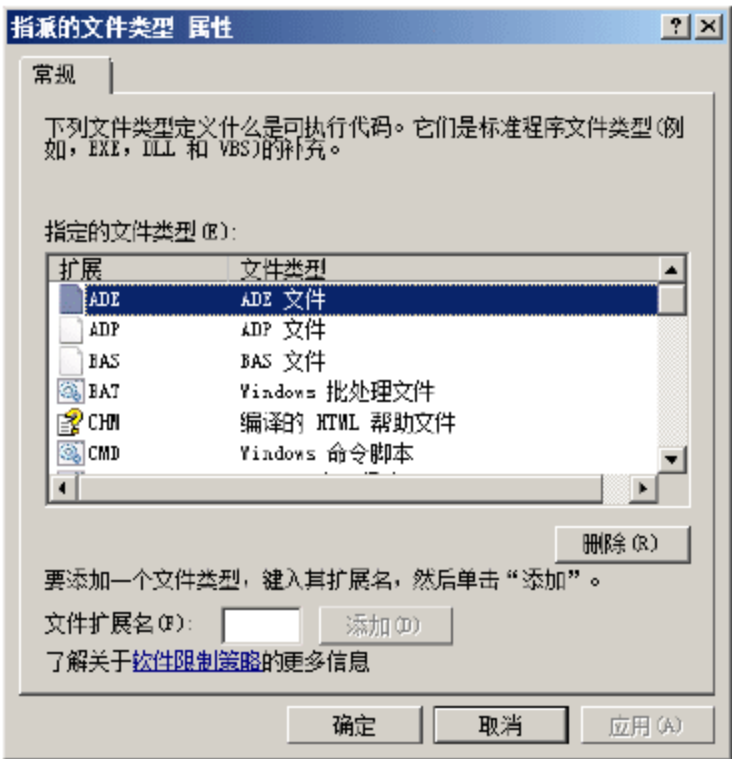 指派的文件类型 属性
常规
下列文件类型定义什么是可执行代码。它们是标准程序文件类型(例
如，EXE，DLL 和 VBS)的补充。
指定的文件类型(E):
扩展 文件类型
ADE ADE 文件
ADP ADP 文件
BAS BAS 文件
BAT Windows 批处理文件
CHM 编译的 HTML 帮助文件
CMD Windows 命令脚本
删除(R)
要添加一个文件类型，键入其扩展名，然后单击“添加”。
文件扩展名(F): 添加(D)
了解关于软件限制策略的更多信息
确定 取消 应用(A)